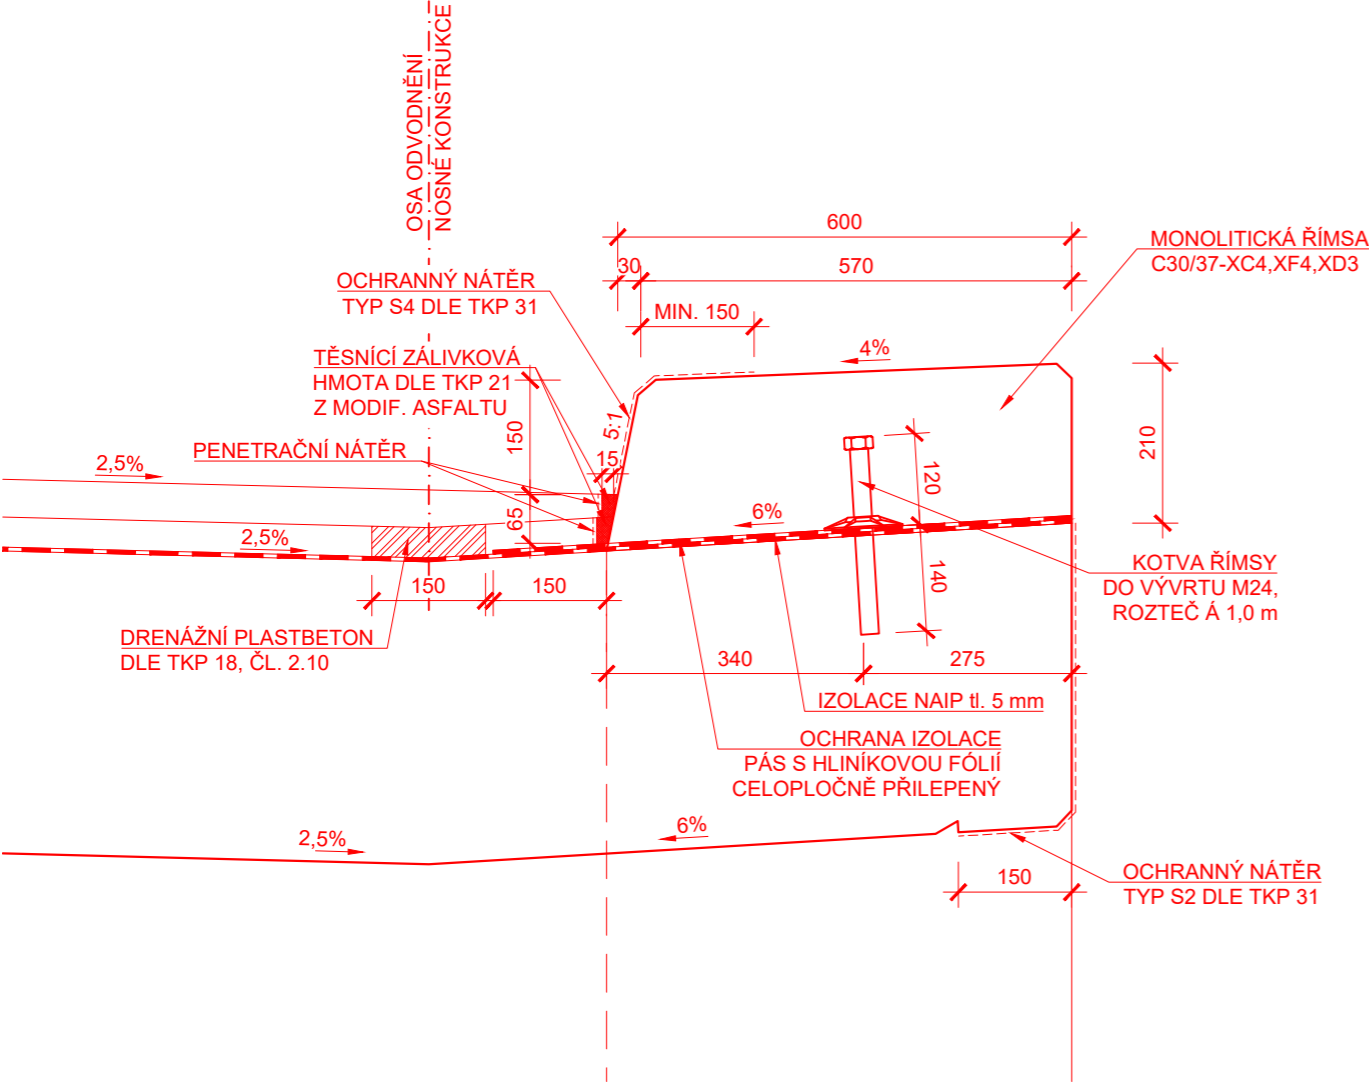 OSA ODVODNĚNÍ
NOSNÉ KONSTRUKCE
600
30
570
MONOLITICKÁ ŘÍMSA
C30/37-XC4,XF4,XD3
OCHRANNÝ NÁTĚR
TYP S4 DLE TKP 31
MIN. 150
4%
TĚSNÍCÍ ZÁLIVKOVÁ
HMOTA DLE TKP 21
Z MODIF. ASFALTU
150
5:1
210
PENETRAČNÍ NÁTĚR
15
2,5%
120
65
6%
2,5%
KOTVA ŘÍMSY
DO VÝVRTU M24,
ROZTEČ Á 1,0 m
150
150
140
DRENÁŽNÍ PLASTBETON
DLE TKP 18, ČL. 2.10
340
275
IZOLACE NAIP tl. 5 mm
OCHRANA IZOLACE
PÁS S HLINÍKOVOU FÓLIÍ
CELOPLOČNĚ PŘILEPENÝ
2,5%
6%
150
OCHRANNÝ NÁTĚR
TYP S2 DLE TKP 31